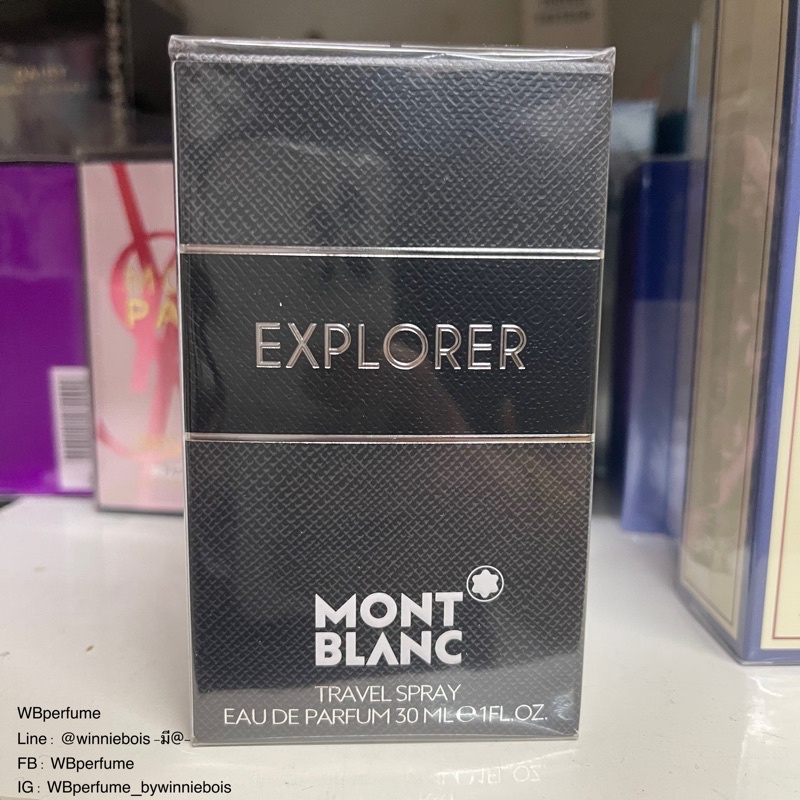 EXPLORER
MONT
BLANC
TRAVEL SPRAY
EAU DE PARFUM 30 ML ℮ 1FL.OZ.
WBperfume
Line : @winniebois -มี@-
FB : WBperfume
IG : WBperfume_bywinniebois